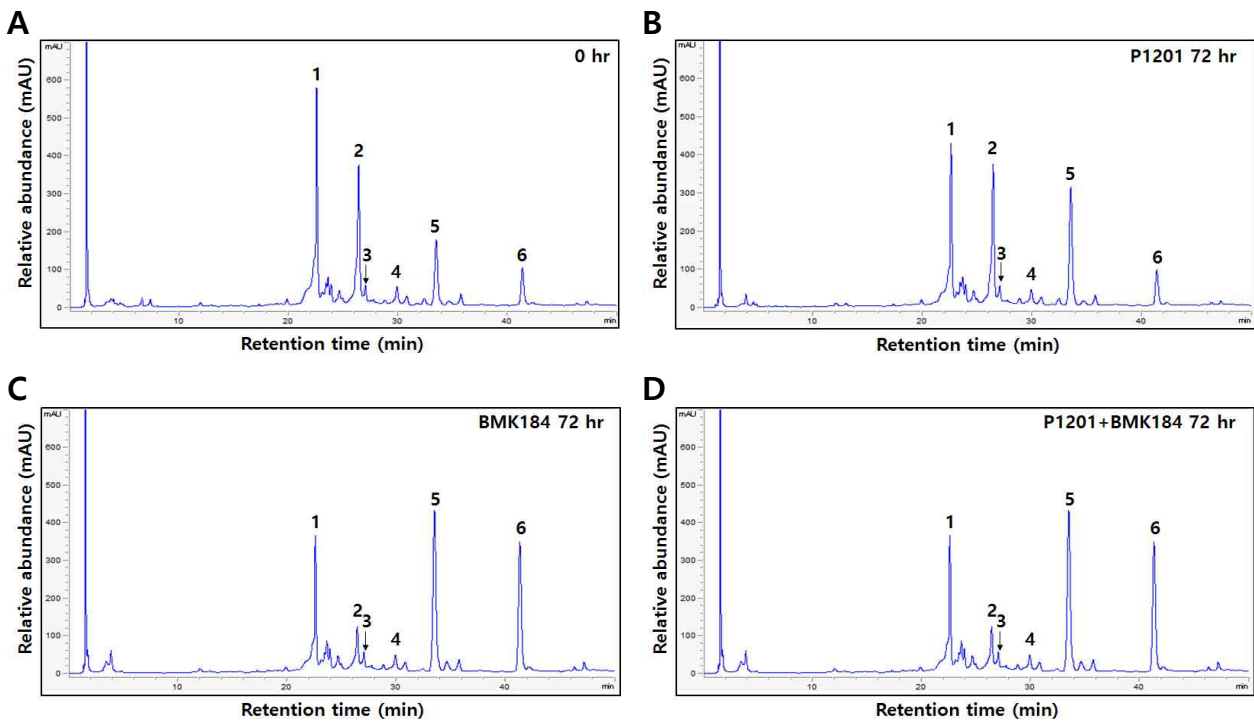 A
mAU
0 hr
600
500
400
300
200
100
0
1
2
3
4
5
6
10
20
30
40
min
Relative abundance (mAU)
Retention time (min)
B
mAU
P1201 72 hr
600
500
400
300
200
100
0
1
2
3
4
5
6
10
20
30
40
min
Relative abundance (mAU)
Retention time (min)
C
mAU
BMK184 72 hr
600
500
400
300
200
100
0
1
2
3
4
5
6
10
20
30
40
min
Relative abundance (mAU)
Retention time (min)
D
mAU
P1201+BMK184 72 hr
600
500
400
300
200
100
0
1
2
3
4
5
6
10
20
30
40
min
Relative abundance (mAU)
Retention time (min)